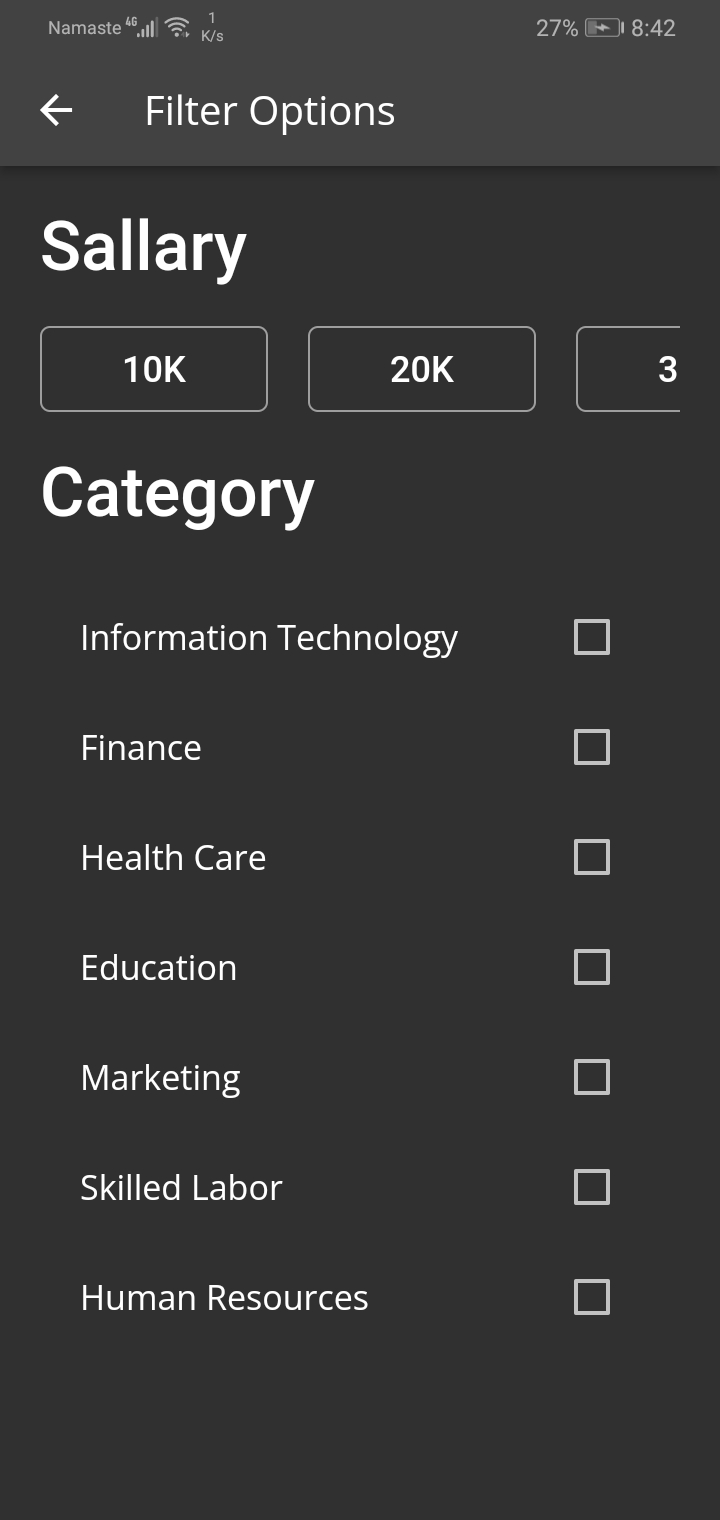 Namaste 4G 1 K/s 27% 8:42
Filter Options
Sallary
10K 20K 3
Category
Information Technology
Finance
Health Care
Education
Marketing
Skilled Labor
Human Resources